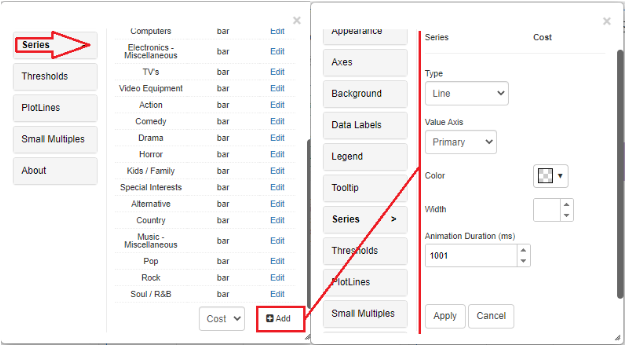 ×
Series
Thresholds
PlotLines
Small Multiples
About
Computers bar Edit
Electronics -
Miscellaneous bar Edit
TV's bar Edit
Video Equipment bar Edit
Action bar Edit
Comedy bar Edit
Drama bar Edit
Horror bar Edit
Kids / Family bar Edit
Special Interests bar Edit
Alternative bar Edit
Country bar Edit
Music -
Miscellaneous bar Edit
Pop bar Edit
Rock bar Edit
Soul / R&B bar Edit
Cost Add
×
Appearance
Axes
Background
Data Labels
Legend
Tooltip
Series >
Thresholds
PlotLines
Small Multiples
Series Cost
Type
Line
Value Axis
Primary
Color
Width
Animation Duration (ms)
1001
Apply Cancel